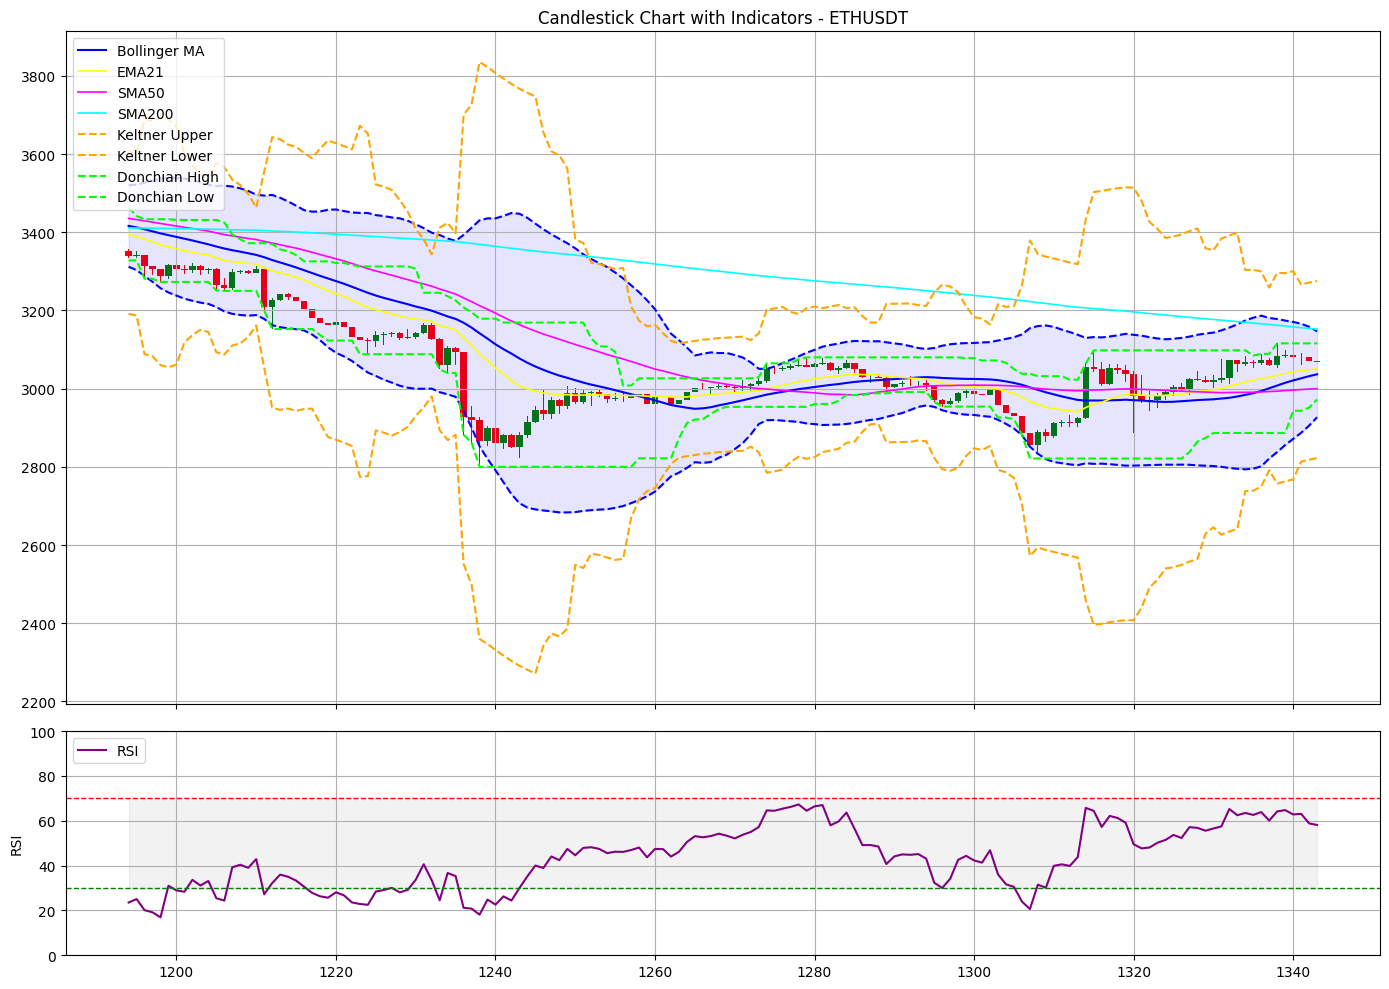 Candlestick Chart with Indicators - ETHUSDT
Bollinger MA
EMA21
SMA50
SMA200
Keltner Upper
Keltner Lower
Donchian High
Donchian Low
3800
3600
3400
3200
3000
2800
2600
2400
2200
RSI
100
80
60
40
20
0
RSI
1200
1220
1240
1260
1280
1300
1320
1340